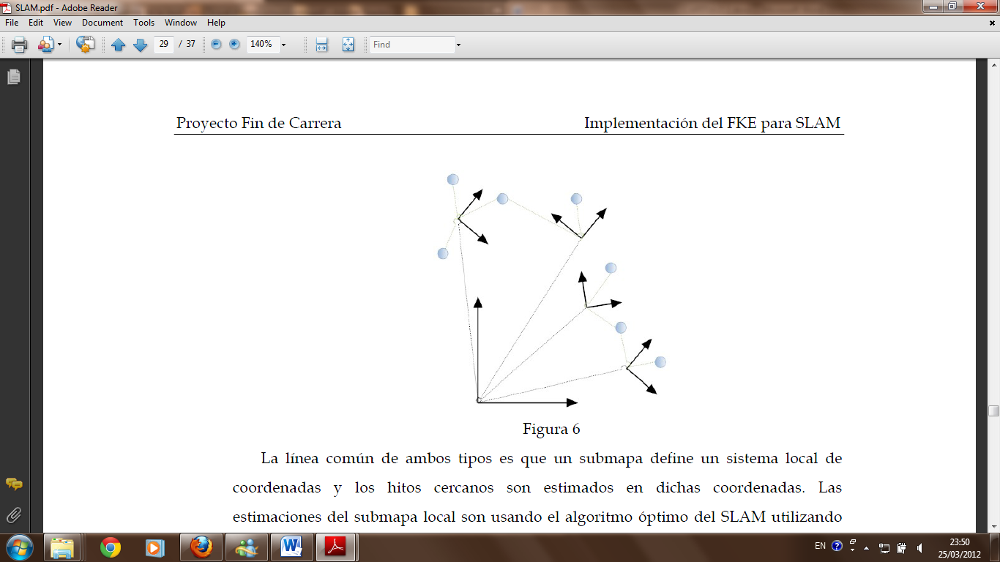 SLAM.pdf - Adobe Reader
File Edit View Document Tools Window Help
29 / 37 140% Find
Proyecto Fin de Carrera Implementación del FKE para SLAM
Figura 6
La línea común de ambos tipos es que un submapa define un sistema local de
coordenadas y los hitos cercanos son estimados en dichas coordenadas. Las
estimaciones del submapa local son usando el algoritmo óptimo del SLAM utilizando
EN 23:50
25/03/2012